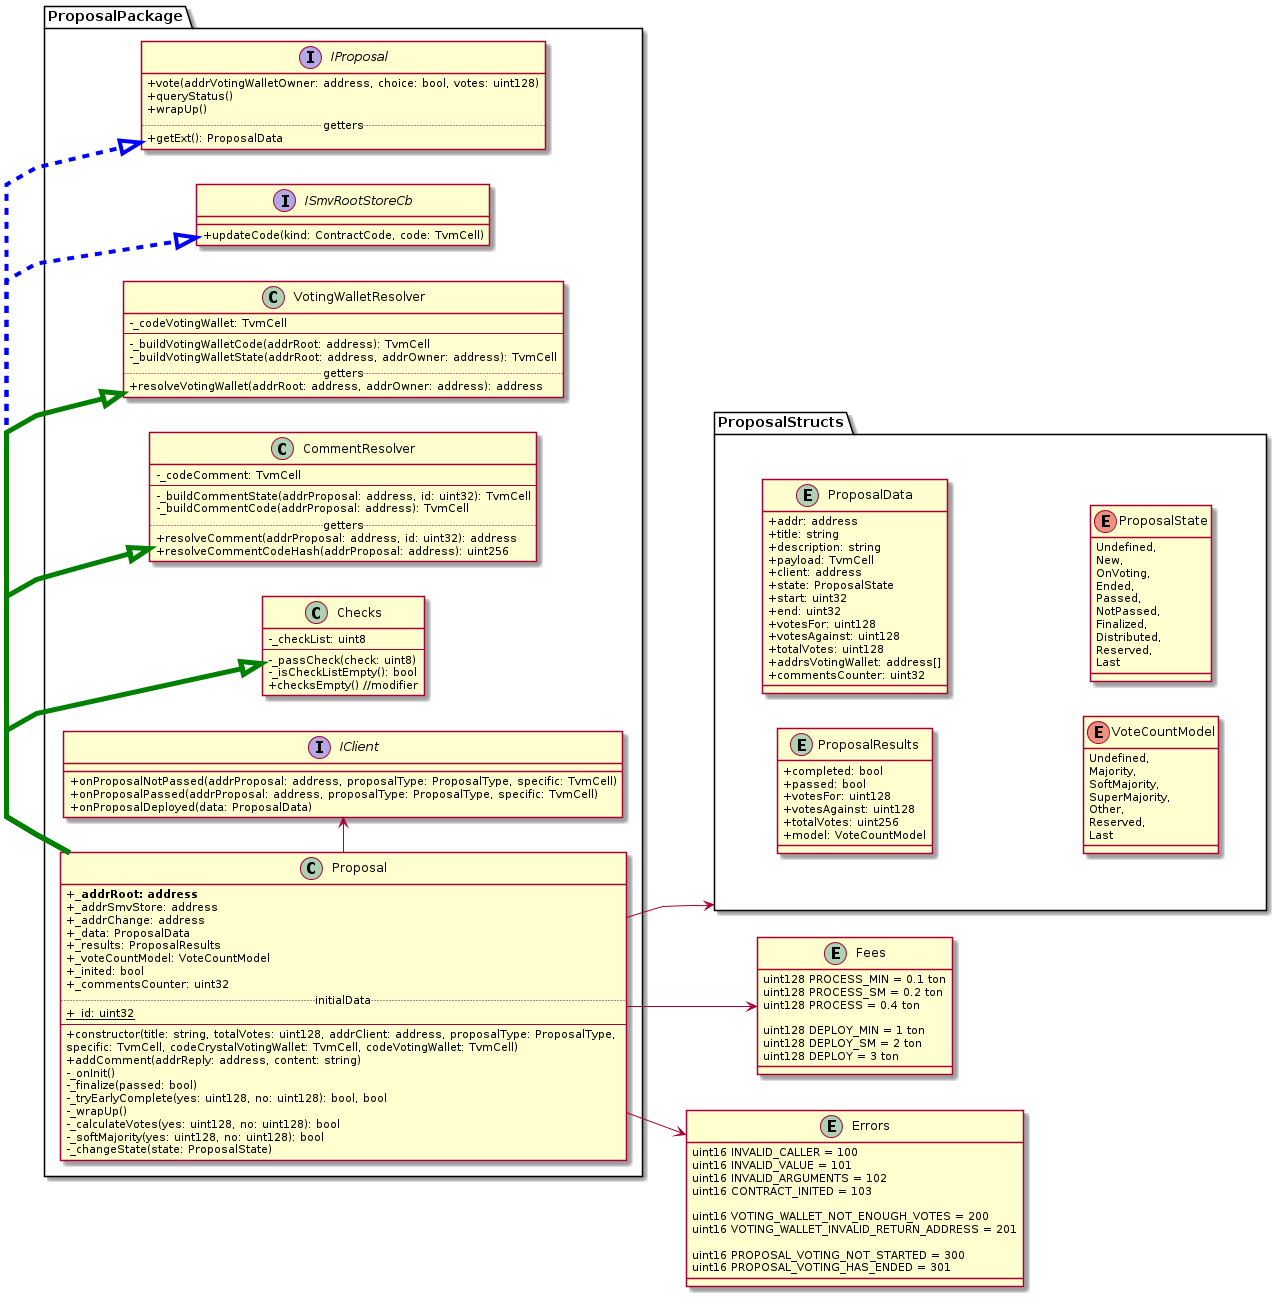 ProposalPackage
I IProposal
+vote(addrVotingWalletOwner: address, choice: bool, votes: uint128)
+queryStatus()
+wrapUp()
getters
+getExt(): ProposalData
I ISmvRootStoreCb
+updateCode(kind: ContractCode, code: TvmCell)
C VotingWalletResolver
-_codeVotingWallet: TvmCell
-_buildVotingWalletCode(addrRoot: address): TvmCell
-_buildVotingWalletState(addrRoot: address, addrOwner: address): TvmCell
getters
+resolveVotingWallet(addrRoot: address, addrOwner: address): address
C CommentResolver
-_codeComment: TvmCell
-_buildCommentState(addrProposal: address, id: uint32): TvmCell
-_buildCommentCode(addrProposal: address): TvmCell
getters
+resolveComment(addrProposal: address, id: uint32): address
+resolveCommentCodeHash(addrProposal: address): uint256
C Checks
-_checkList: uint8
-_passCheck(check: uint8)
-_isCheckListEmpty(): bool
+checksEmpty() //modifier
I IClient
+onProposalNotPassed(addrProposal: address, proposalType: ProposalType, specific: TvmCell)
+onProposalPassed(addrProposal: address, proposalType: ProposalType, specific: TvmCell)
+onProposalDeployed(data: ProposalData)
C Proposal
+_addrRoot: address
+_addrSmvStore: address
+_addrChange: address
+_data: ProposalData
+_results: ProposalResults
+_voteCountModel: VoteCountModel
+_inited: bool
+_commentsCounter: uint32
initialData
+_id: uint32
+constructor(title: string, totalVotes: uint128, addrClient: address, proposalType: ProposalType,
specific: TvmCell, codeCrystalVotingWallet: TvmCell, codeVotingWallet: TvmCell)
+addComment(addrReply: address, content: string)
-_onInit()
-_finalize(passed: bool)
-_tryEarlyComplete(yes: uint128, no: uint128): bool, bool
-_wrapUp()
-_calculateVotes(yes: uint128, no: uint128): bool
-_softMajority(yes: uint128, no: uint128): bool
-_changeState(state: ProposalState)
ProposalStructs
E ProposalData
+addr: address
+title: string
+description: string
+payload: TvmCell
+client: address
+state: ProposalState
+start: uint32
+end: uint32
+votesFor: uint128
+votesAgainst: uint128
+totalVotes: uint128
+addrsVotingWallet: address[]
+commentsCounter: uint32
E ProposalState
Undefined,
New,
OnVoting,
Ended,
Passed,
NotPassed,
Finalized,
Distributed,
Reserved,
Last
E ProposalResults
+completed: bool
+passed: bool
+votesFor: uint128
+votesAgainst: uint128
+totalVotes: uint256
+model: VoteCountModel
E VoteCountModel
Undefined,
Majority,
SoftMajority,
SuperMajority,
Other,
Reserved,
Last
E Fees
uint128 PROCESS_MIN = 0.1 ton
uint128 PROCESS_SM = 0.2 ton
uint128 PROCESS = 0.4 ton
uint128 DEPLOY_MIN = 1 ton
uint128 DEPLOY_SM = 2 ton
uint128 DEPLOY = 3 ton
E Errors
uint16 INVALID_CALLER = 100
uint16 INVALID_VALUE = 101
uint16 INVALID_ARGUMENTS = 102
uint16 CONTRACT_INITED = 103
uint16 VOTING_WALLET_NOT_ENOUGH_VOTES = 200
uint16 VOTING_WALLET_INVALID_RETURN_ADDRESS = 201
uint16 PROPOSAL_VOTING_NOT_STARTED = 300
uint16 PROPOSAL_VOTING_HAS_ENDED = 301